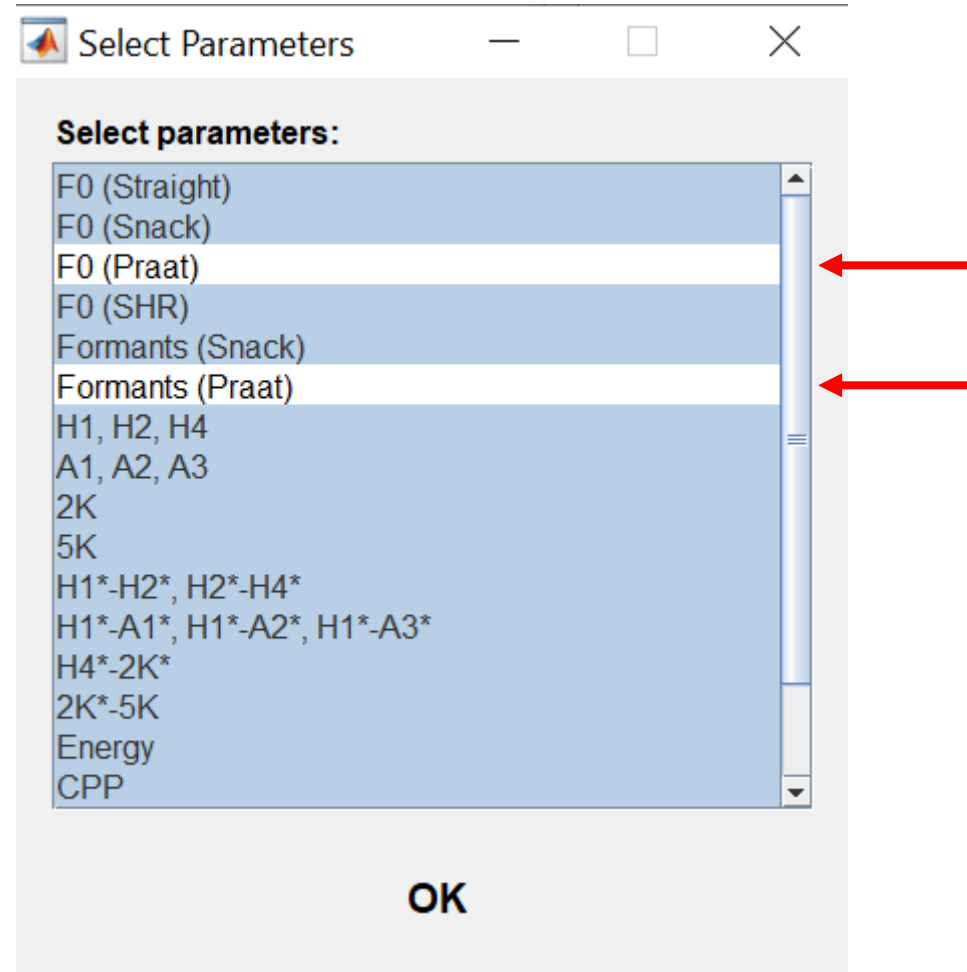 Select Parameters
Select parameters:
F0 (Straight)
F0 (Snack)
F0 (Praat)
F0 (SHR)
Formants (Snack)
Formants (Praat)
H1, H2, H4
A1, A2, A3
2K
5K
H1*-H2*, H2*-H4*
H1*-A1*, H1*-A2*, H1*-A3*
H4*-2K*
2K*-5K
Energy
CPP
OK